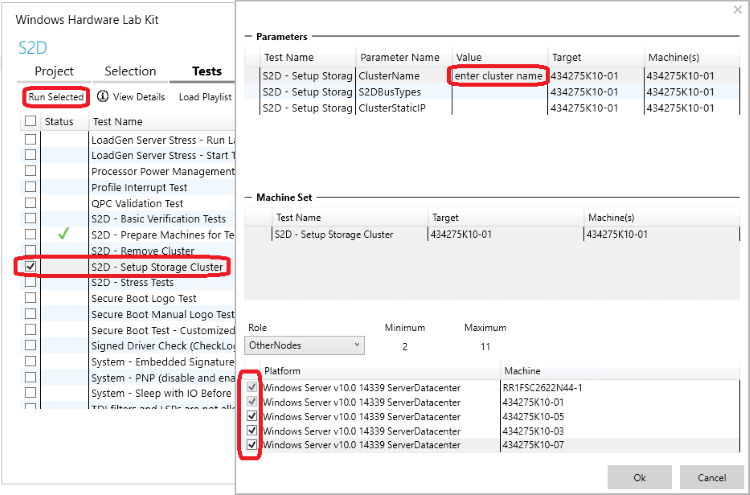 Windows Hardware Lab Kit
S2D
Project Selection Tests
Run Selected View Details Load Playlist
Status Test Name
LoadGen Server Stress - Run La
LoadGen Server Stress - Start T
Processor Power Management
Profile Interrupt Test
QPC Validation Test
S2D - Basic Verification Tests
S2D - Prepare Machines for Te
S2D - Remove Cluster
S2D - Setup Storage Cluster
S2D - Stress Tests
Secure Boot Logo Test
Secure Boot Manual Logo Test
Secure Boot Test - Customized
Signed Driver Check (CheckLog
System - Embedded Signature
System - PNP (disable and ena
System - Sleep with IO Before
TDI filters and LSPs are not all
Parameters
Test Name Parameter Name Value Target Machine(s)
S2D - Setup Storag ClusterName enter cluster name 434275K10-01 434275K10-01
S2D - Setup Storag S2DBusTypes 434275K10-01 434275K10-01
S2D - Setup Storag ClusterStaticIP 434275K10-01 434275K10-01
Machine Set
Test Name Target Machine(s)
S2D - Setup Storage Cluster 434275K10-01 434275K10-01
Role Minimum Maximum
OtherNodes 2 11
Platform Machine
Windows Server v10.0 14339 ServerDatacenter RR1FSC2622N44-1
Windows Server v10.0 14339 ServerDatacenter 434275K10-01
Windows Server v10.0 14339 ServerDatacenter 434275K10-05
Windows Server v10.0 14339 ServerDatacenter 434275K10-03
Windows Server v10.0 14339 ServerDatacenter 434275K10-07
Ok Cancel